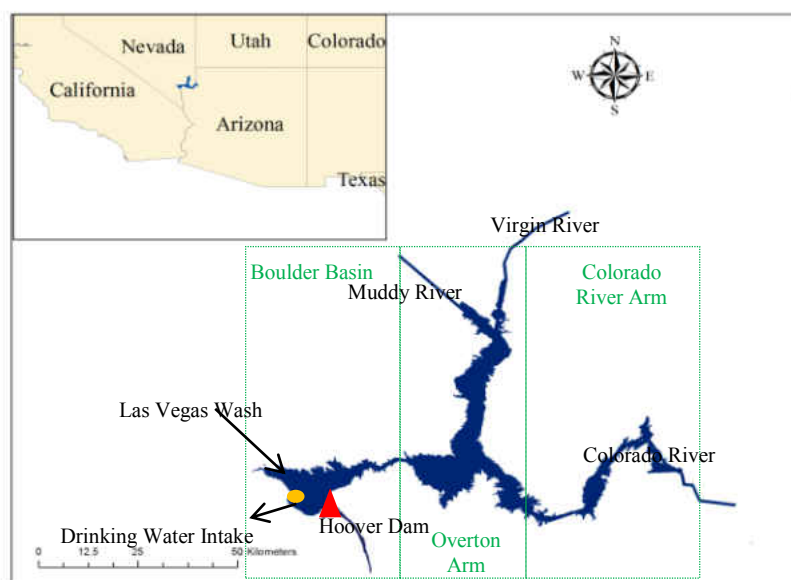 Nevada
Utah
Colorado
California
Arizona
Texas
N
W
E
S
Virgin River
Boulder Basin
Colorado
River Arm
Muddy River
Las Vegas Wash
Colorado River
Hoover Dam
Drinking Water Intake
Overton
Arm
0 12.5 25 50 Kilometers